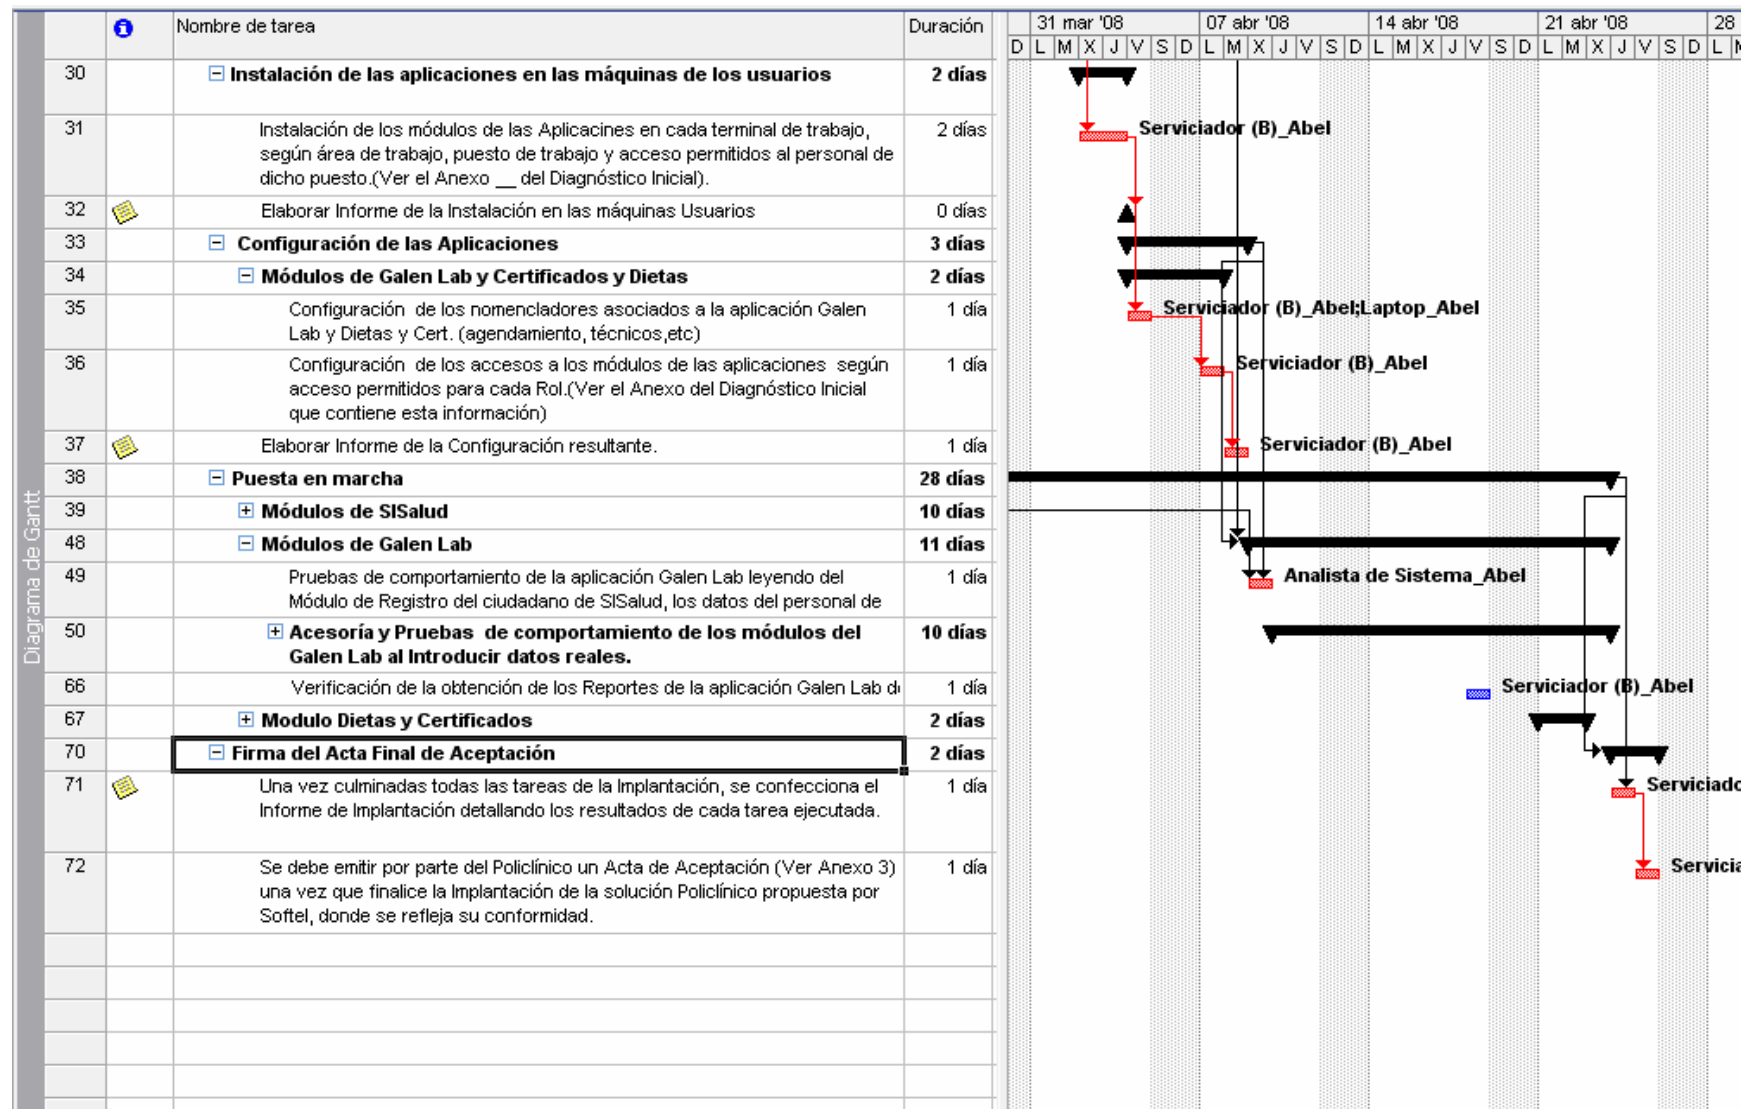 Nombre de tarea
Duración
31 mar '08
07 abr '08
14 abr '08
21 abr '08
28
D L M X J V S D L M X J V S D L M X J V S D L M X J V S D L
30 Instalación de las aplicaciones en las máquinas de los usuarios 2 días
31 Instalación de los módulos de las Aplicacines en cada terminal de trabajo, 2 días
según área de trabajo, puesto de trabajo y acceso permitidos al personal de
dicho puesto.(Ver el Anexo __ del Diagnóstico Inicial).
Serviciador (B)_Abel
32 Elaborar Informe de la Instalación en las máquinas Usuarios 0 días
33 Configuración de las Aplicaciones 3 días
34 Módulos de Galen Lab y Certificados y Dietas 2 días
35 Configuración de los nomencladores asociados a la aplicación Galen 1 día
Lab y Dietas y Cert. (agendamiento, técnicos,etc)
Serviciador (B)_Abel;Laptop_Abel
36 Configuración de los accesos a los módulos de las aplicaciones según 1 día
acceso permitidos para cada Rol.(Ver el Anexo del Diagnóstico Inicial
que contiene esta información)
Serviciador (B)_Abel
37 Elaborar Informe de la Configuración resultante. 1 día
Serviciador (B)_Abel
38 Puesta en marcha 28 días
39 Módulos de SISalud 10 días
48 Módulos de Galen Lab 11 días
49 Pruebas de comportamiento de la aplicación Galen Lab leyendo del 1 día
Módulo de Registro del ciudadano de SISalud, los datos del personal de
Analista de Sistema_Abel
50 Acesoría y Pruebas de comportamiento de los módulos del 10 días
Galen Lab al Introducir datos reales.
66 Verificación de la obtención de los Reportes de la aplicación Galen Lab 1 día
Serviciador (B)_Abel
67 Modulo Dietas y Certificados 2 días
70 Firma del Acta Final de Aceptación 2 días
71 Una vez culminadas todas las tareas de la Implantación, se confecciona el 1 día
Informe de Implantación detallando los resultados de cada tarea ejecutada.
Serviciado
72 Se debe emitir por parte del Policlínico un Acta de Aceptación (Ver Anexo 3) 1 día
una vez que finalice la Implantación de la solución Policlínico propuesta por
Softel, donde se refleja su conformidad.
Servicia
Diagrama de Gantt